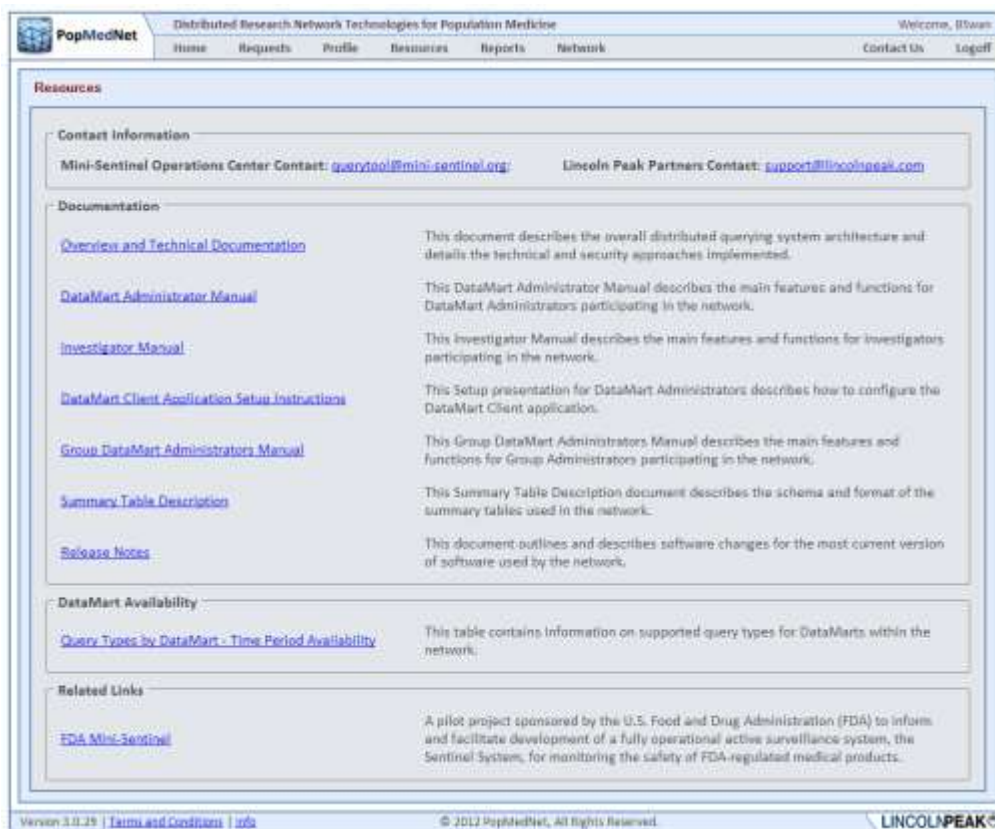 PopMedNet
Distributed Research Network Technologies for Population Medicine
Welcome, BSwan
Home Requests Profile Resources Reports Network Contact Us Logoff
Resources
Contact Information
Mini-Sentinel Operations Center Contact: querytool@mini-sentinel.org; Lincoln Peak Partners Contact: support@lincolnpeak.com
Documentation
Overview and Technical Documentation
This document describes the overall distributed querying system architecture and
details the technical and security approaches implemented.
DataMart Administrator Manual
This DataMart Administrator Manual describes the main features and functions for
DataMart Administrators participating in the network.
Investigator Manual
This Investigator Manual describes the main features and functions for investigators
participating in the network.
DataMart Client Application Setup Instructions
This Setup presentation for DataMart Administrators describes how to configure the
DataMart Client application.
Group DataMart Administrators Manual
This Group DataMart Administrators Manual describes the main features and
functions for Group Administrators participating in the network.
Summary Table Description
This Summary Table Description document describes the schema and format of the
summary tables used in the network.
Release Notes
This document outlines and describes software changes for the most current version
of software used by the network.
DataMart Availability
Query Types by DataMart - Time Period Availability
This table contains information on supported query types for DataMarts within the
network.
Related Links
FDA Mini-Sentinel
A pilot project sponsored by the U.S. Food and Drug Administration (FDA) to inform
and facilitate development of a fully operational active surveillance system, the
Sentinel System, for monitoring the safety of FDA-regulated medical products.
Version 3.0.29 | Terms and Conditions | Info
© 2012 PopMedNet, All Rights Reserved.
LINCOLNPEAK